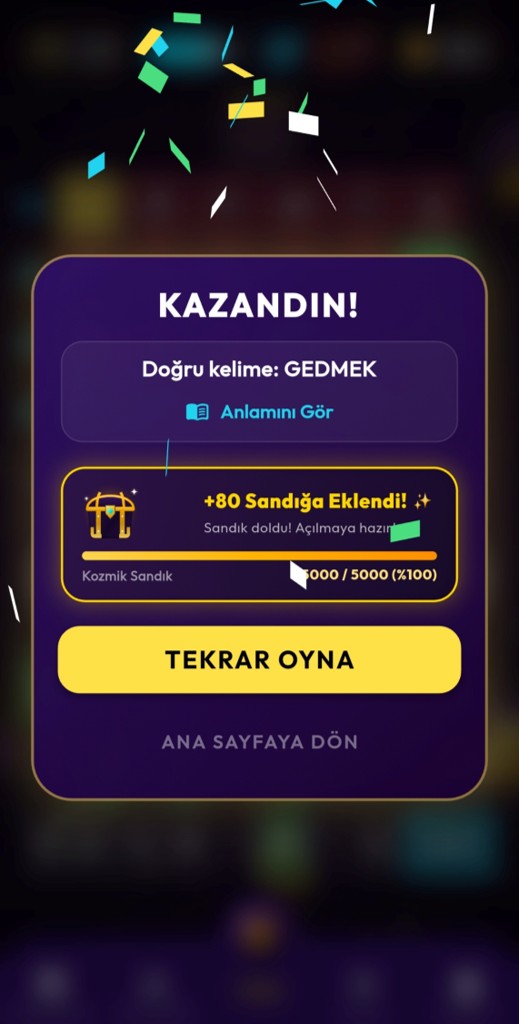 KAZANDIN!
Doğru kelime: GEDMEK
Anlamını Gör
+80 Sandığa Eklendi!
Sandık doldu! Açılmaya
Kozmik Sandık
5000 / 5000 (%100)
TEKRAR OYNA
ANA SAYFAYA DÖN